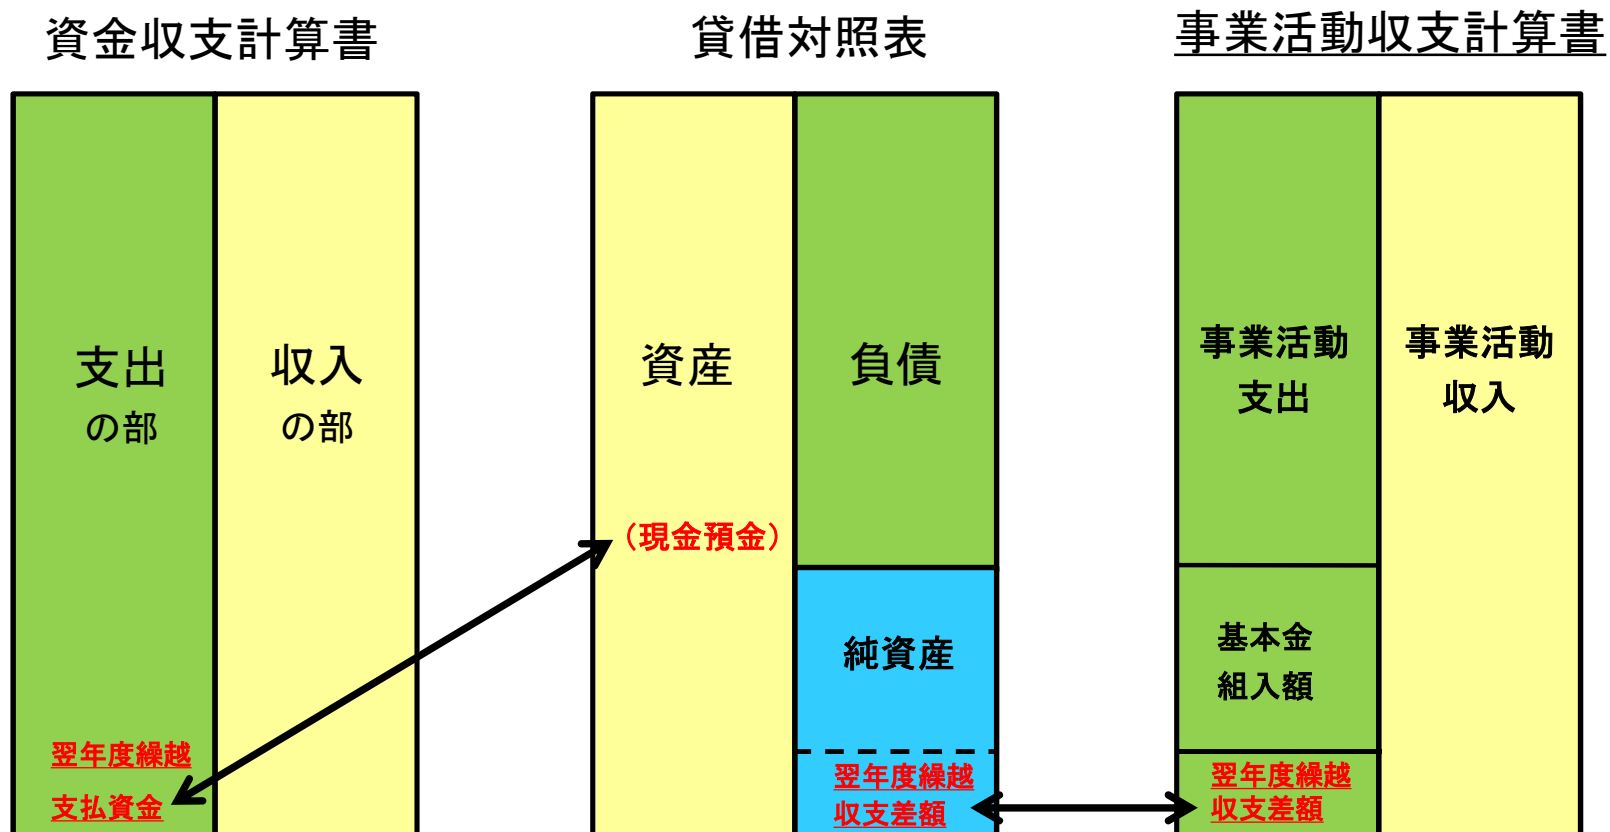 資金収支計算書
支出
の部
収入
の部
翌年度繰越
支払資金
貸借対照表
資産
(現金預金)
負債
純資産
翌年度繰越
収支差額
事業活動収支計算書
事業活動
支出
事業活動
収入
基本金
組入額
翌年度繰越
収支差額